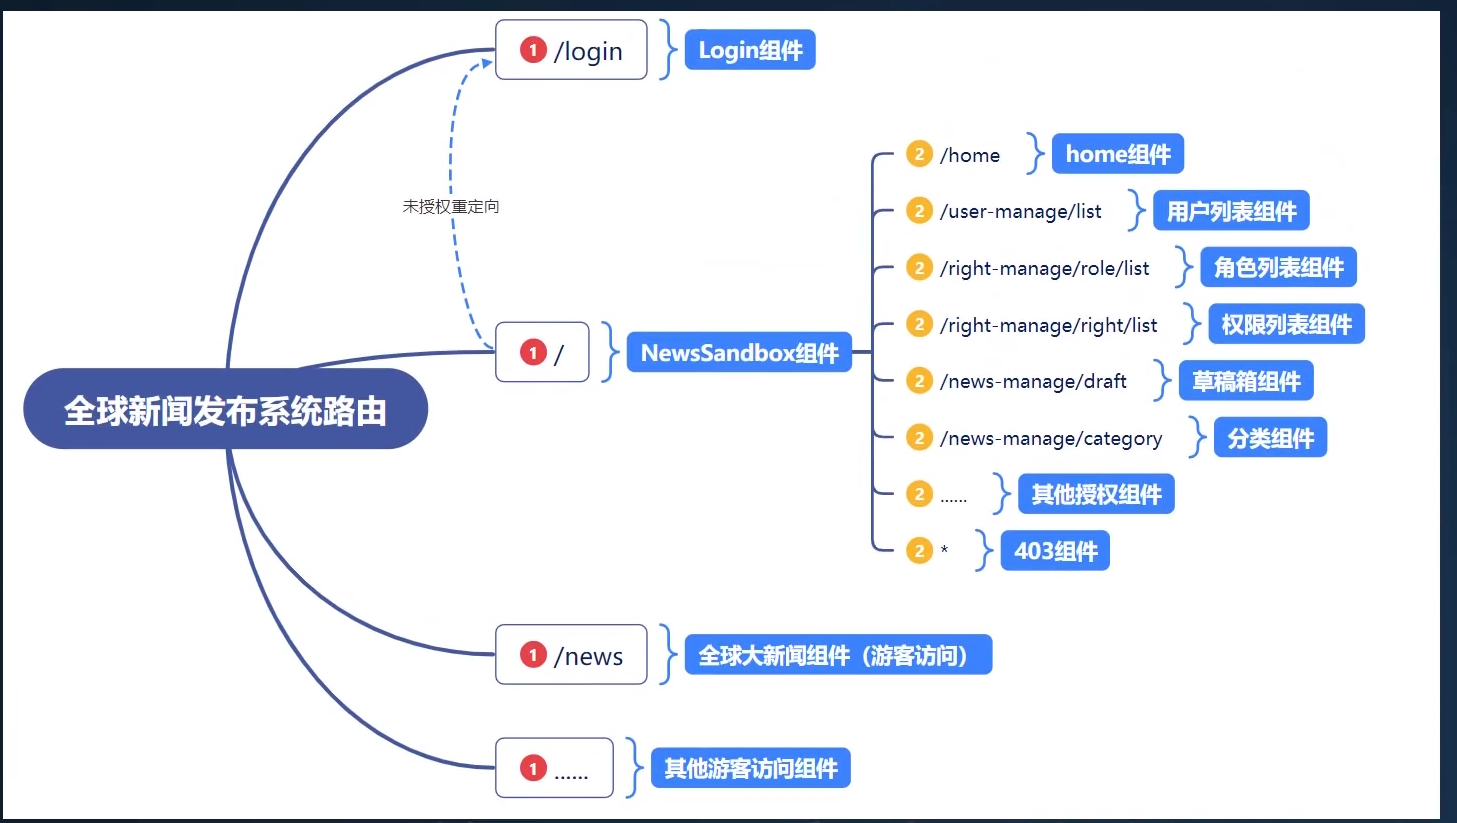 1 /login Login组件
2 /home home组件
2 /user-manage/list 用户列表组件
未授权重定向
2 /right-manage/role/list 角色列表组件
2 /right-manage/right/list 权限列表组件
1 / NewsSandbox组件
2 /news-manage/draft 草稿箱组件
全球新闻发布系统路由
2 /news-manage/category 分类组件
2 ...... 其他授权组件
2 * 403组件
1 /news 全球大新闻组件（游客访问）
1 ...... 其他游客访问组件